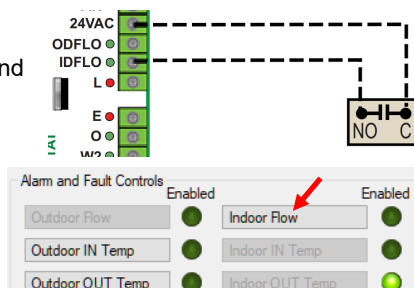 24VAC
ODFLO
and
IDFLO
L
E
O
W2
NO C
Alarm and Fault Controls
Enabled Enabled
Outdoor Flow Indoor Flow
Outdoor IN Temp Indoor IN Temp
Outdoor OUT Temp Indoor OUT Temp